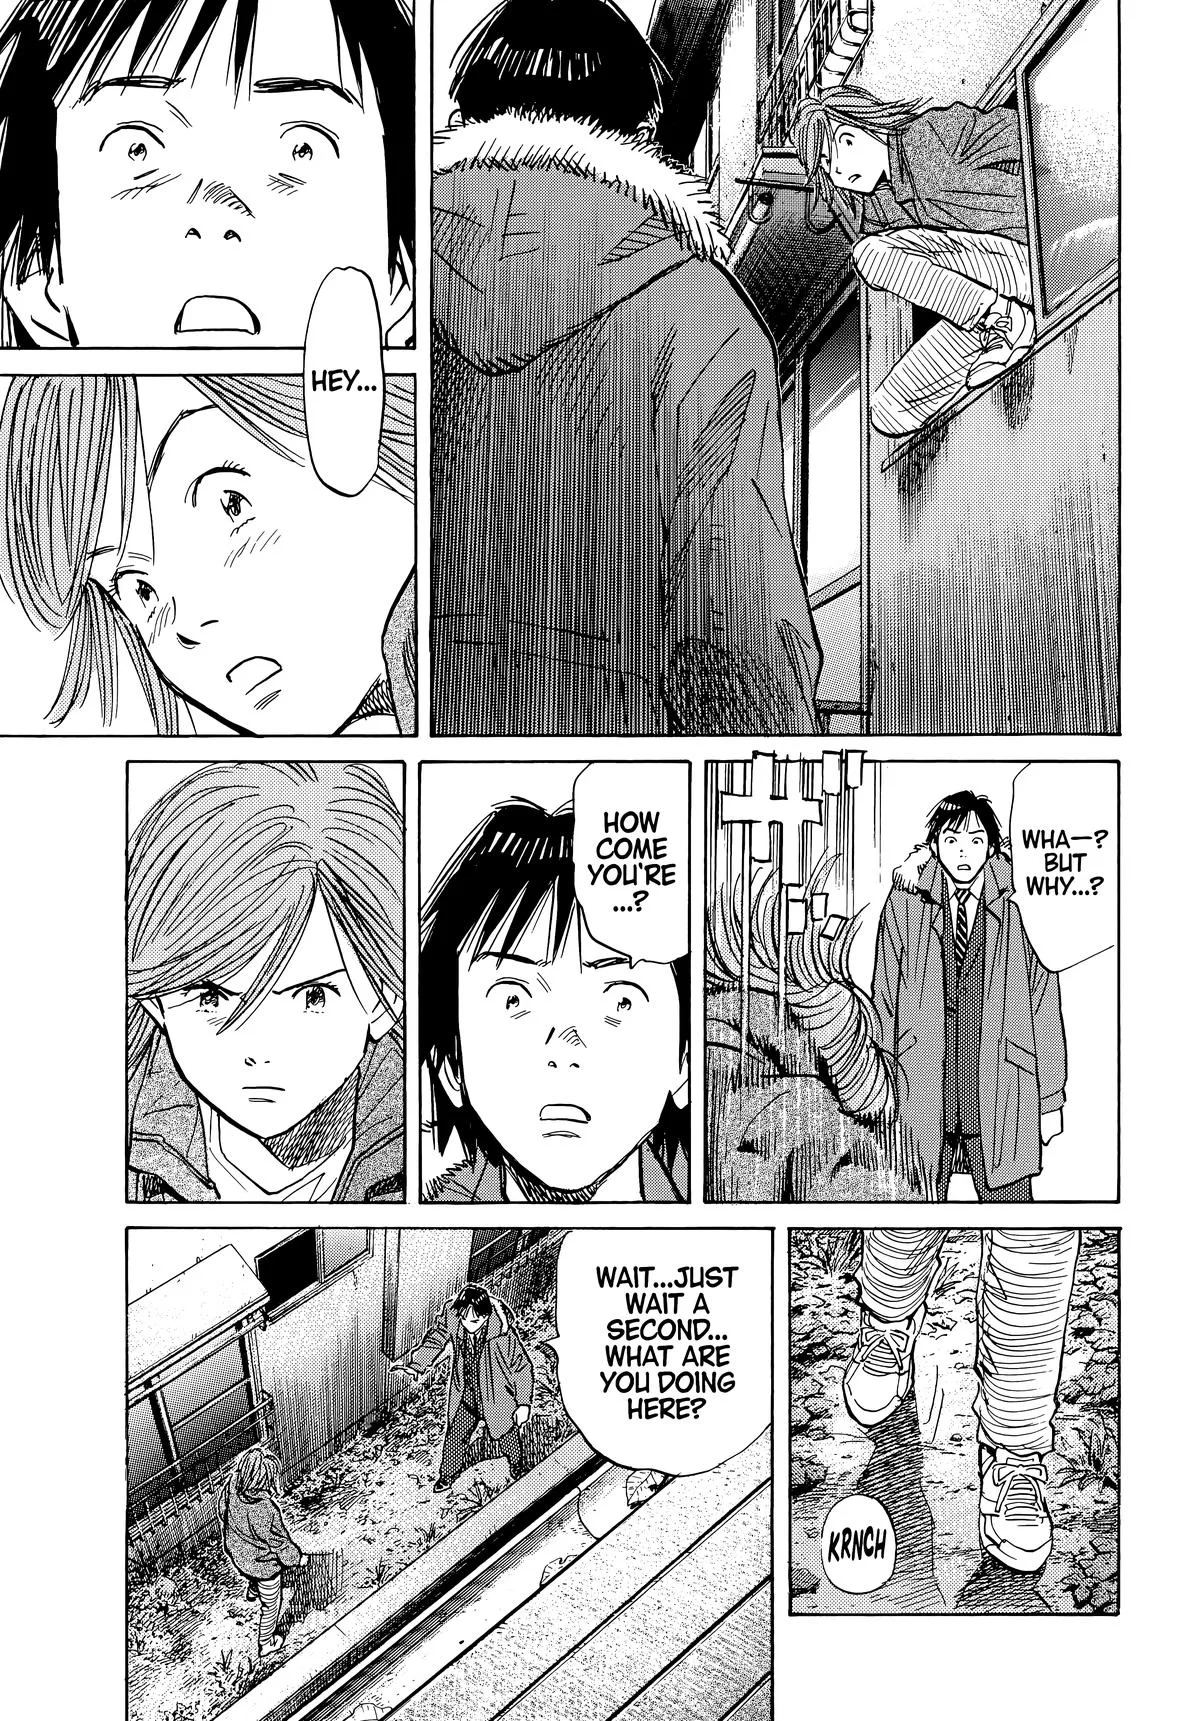 HEY...
WHA—?
BUT
WHY...?
HOW
COME
YOU'RE
...?
KRNCH
WAIT...JUST
WAIT A
SECOND...
WHAT ARE
YOU DOING
HERE?